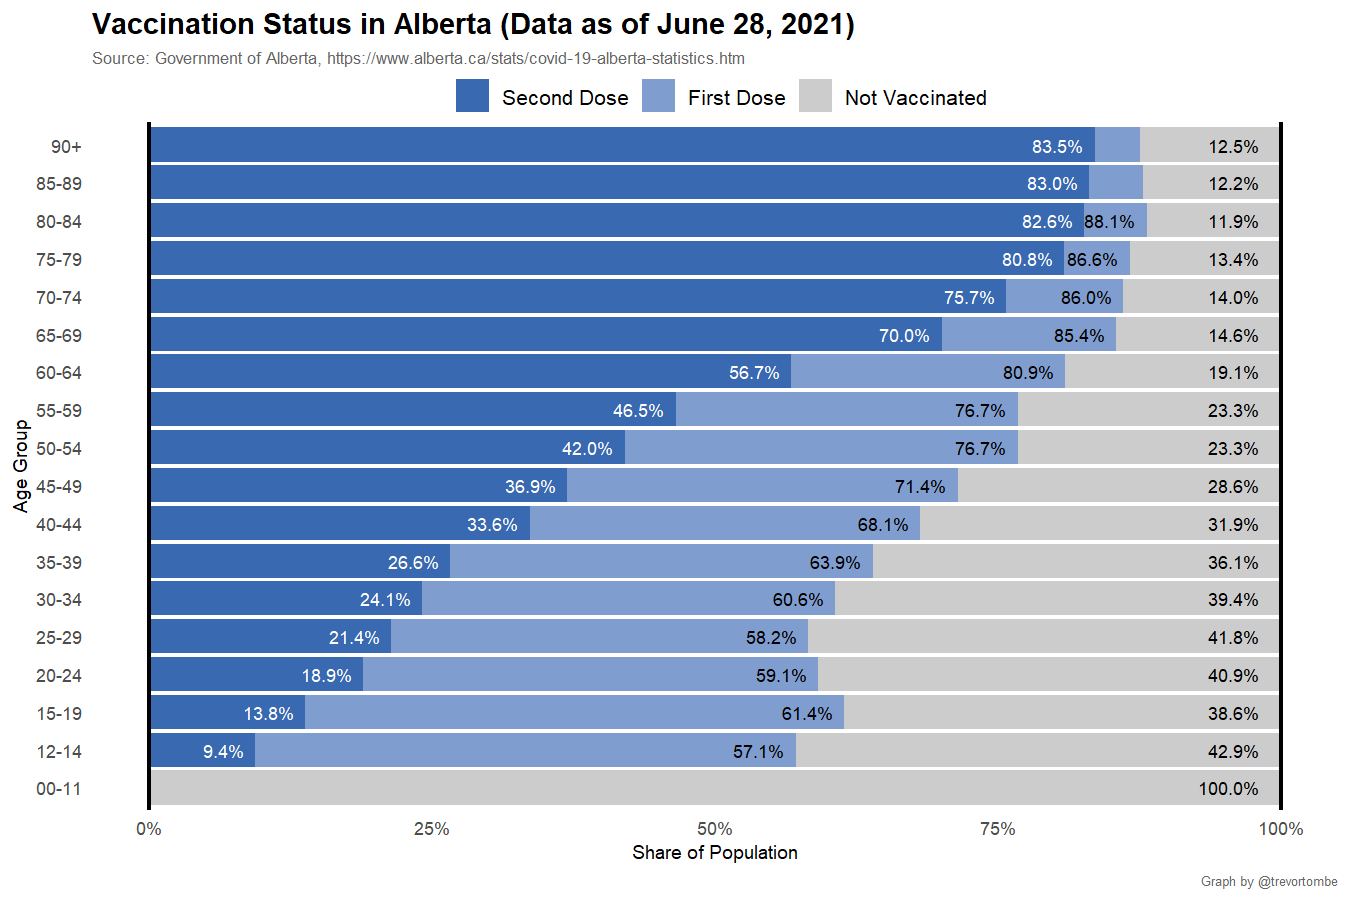 Vaccination Status in Alberta (Data as of June 28, 2021)
Source: Government of Alberta, https://www.alberta.ca/stats/covid-19-alberta-statistics.htm
Second Dose First Dose Not Vaccinated
90+ 83.5% 12.5%
85-89 83.0% 12.2%
80-84 82.6% 88.1% 11.9%
75-79 80.8% 86.6% 13.4%
70-74 75.7% 86.0% 14.0%
65-69 70.0% 85.4% 14.6%
60-64 56.7% 80.9% 19.1%
55-59 46.5% 76.7% 23.3%
50-54 42.0% 76.7% 23.3%
45-49 36.9% 71.4% 28.6%
40-44 33.6% 68.1% 31.9%
35-39 26.6% 63.9% 36.1%
30-34 24.1% 60.6% 39.4%
25-29 21.4% 58.2% 41.8%
20-24 18.9% 59.1% 40.9%
15-19 13.8% 61.4% 38.6%
12-14 9.4% 57.1% 42.9%
00-11 100.0%
Age Group
0% 25% 50% 75% 100%
Share of Population
Graph by @trevortombe